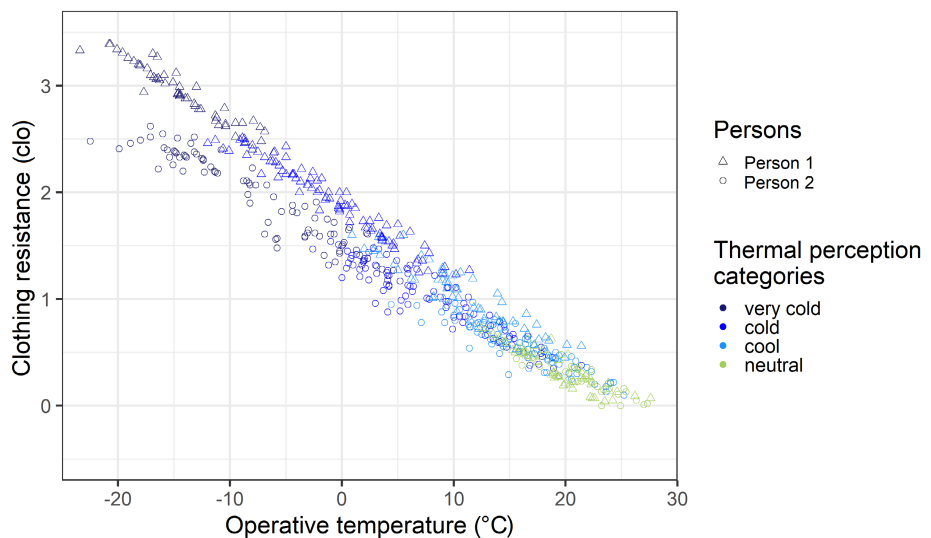 Clothing resistance (clo)
3
2
1
0
-20 -10 0 10 20 30
Operative temperature (°C)
Persons
Person 1
Person 2
Thermal perception
categories
very cold
cold
cool
neutral